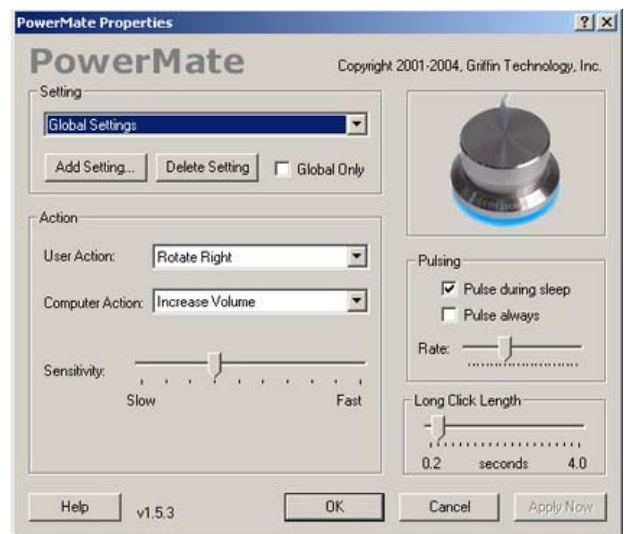 PowerMate Properties
PowerMate
Copyright 2001-2004, Griffin Technology, Inc.
Setting
Global Settings
Add Setting...
Delete Setting
Global Only
Action
User Action:
Rotate Right
Computer Action:
Increase Volume
Sensitivity:
Slow
Fast
Pulsing
Pulse during sleep
Pulse always
Rate:
Long Click Length
0.2 seconds 4.0
Help
v1.5.3
OK
Cancel
Apply Now